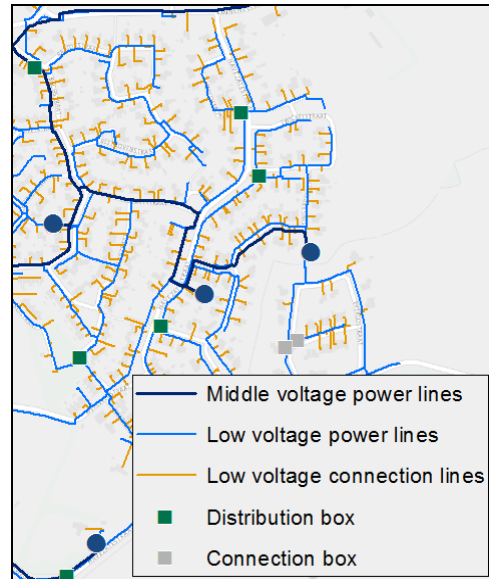 Middle voltage power lines
Low voltage power lines
Low voltage connection lines
Distribution box
Connection box